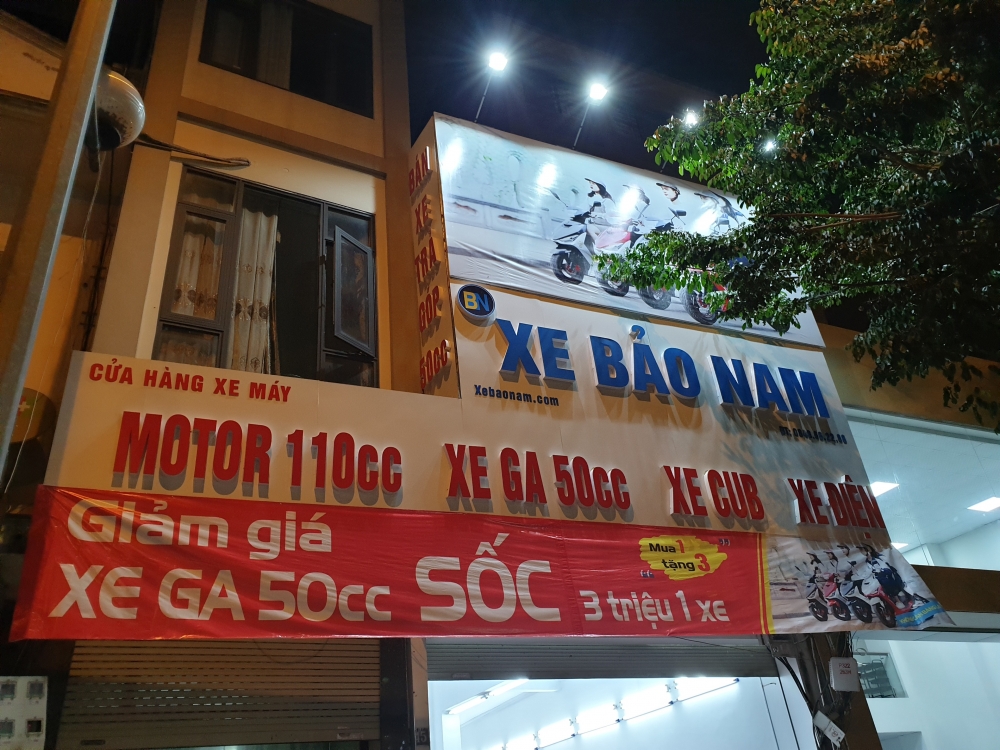 BÁN
XE
TRẢ
GÓP
50CC
BN
XE BẢO NAM
Xebaonam.com
CỬA HÀNG XE MÁY
MOTOR 110CC XE GA 50CC XE CUB XE ĐIỆN
Giảm giá
XE GA 50cc SỐC
Mua 1
tặng 3
3 triệu 1 xe